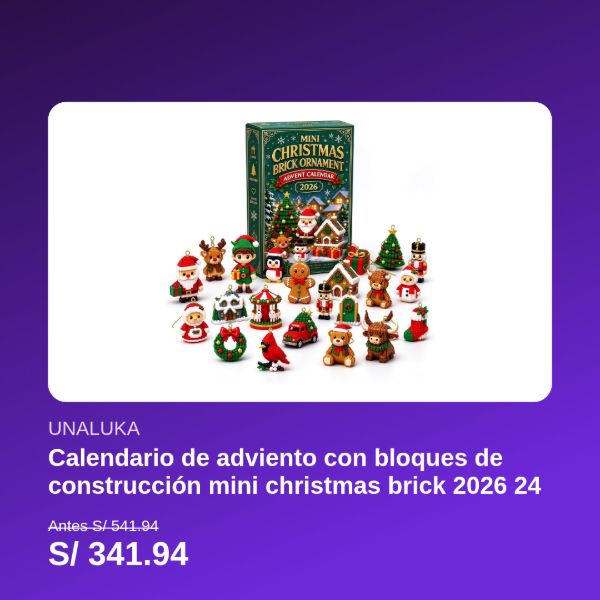 MINI
CHRISTMAS
BRICK ORNAMENT
ADVENT CALENDAR
2026
UNALUKA
Calendario de adviento con bloques de
construcción mini christmas brick 2026 24
Antes S/ 541.94
S/ 341.94